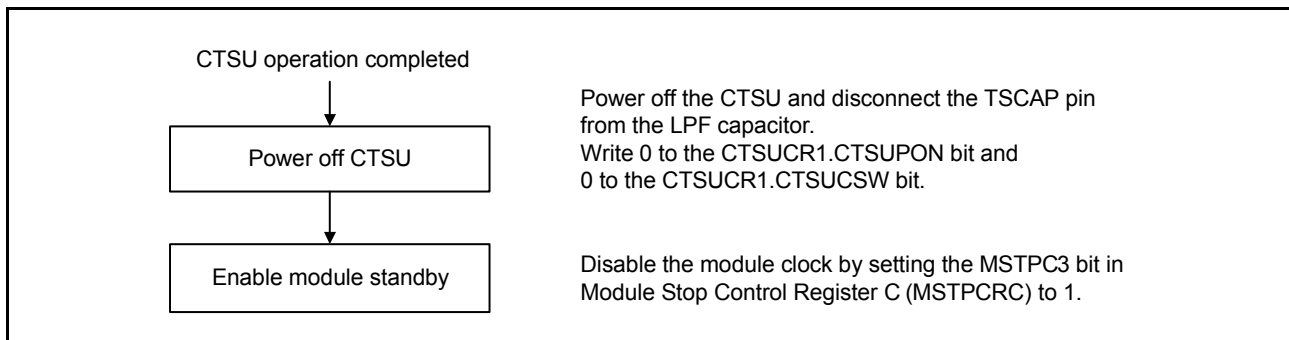 CTSU operation completed
Power off CTSU
Power off the CTSU and disconnect the TSCAP pin
from the LPF capacitor.
Write 0 to the CTSUCR1.CTSUPON bit and
0 to the CTSUCR1.CTSUCSW bit.
Enable module standby
Disable the module clock by setting the MSTPC3 bit in
Module Stop Control Register C (MSTPCRC) to 1.